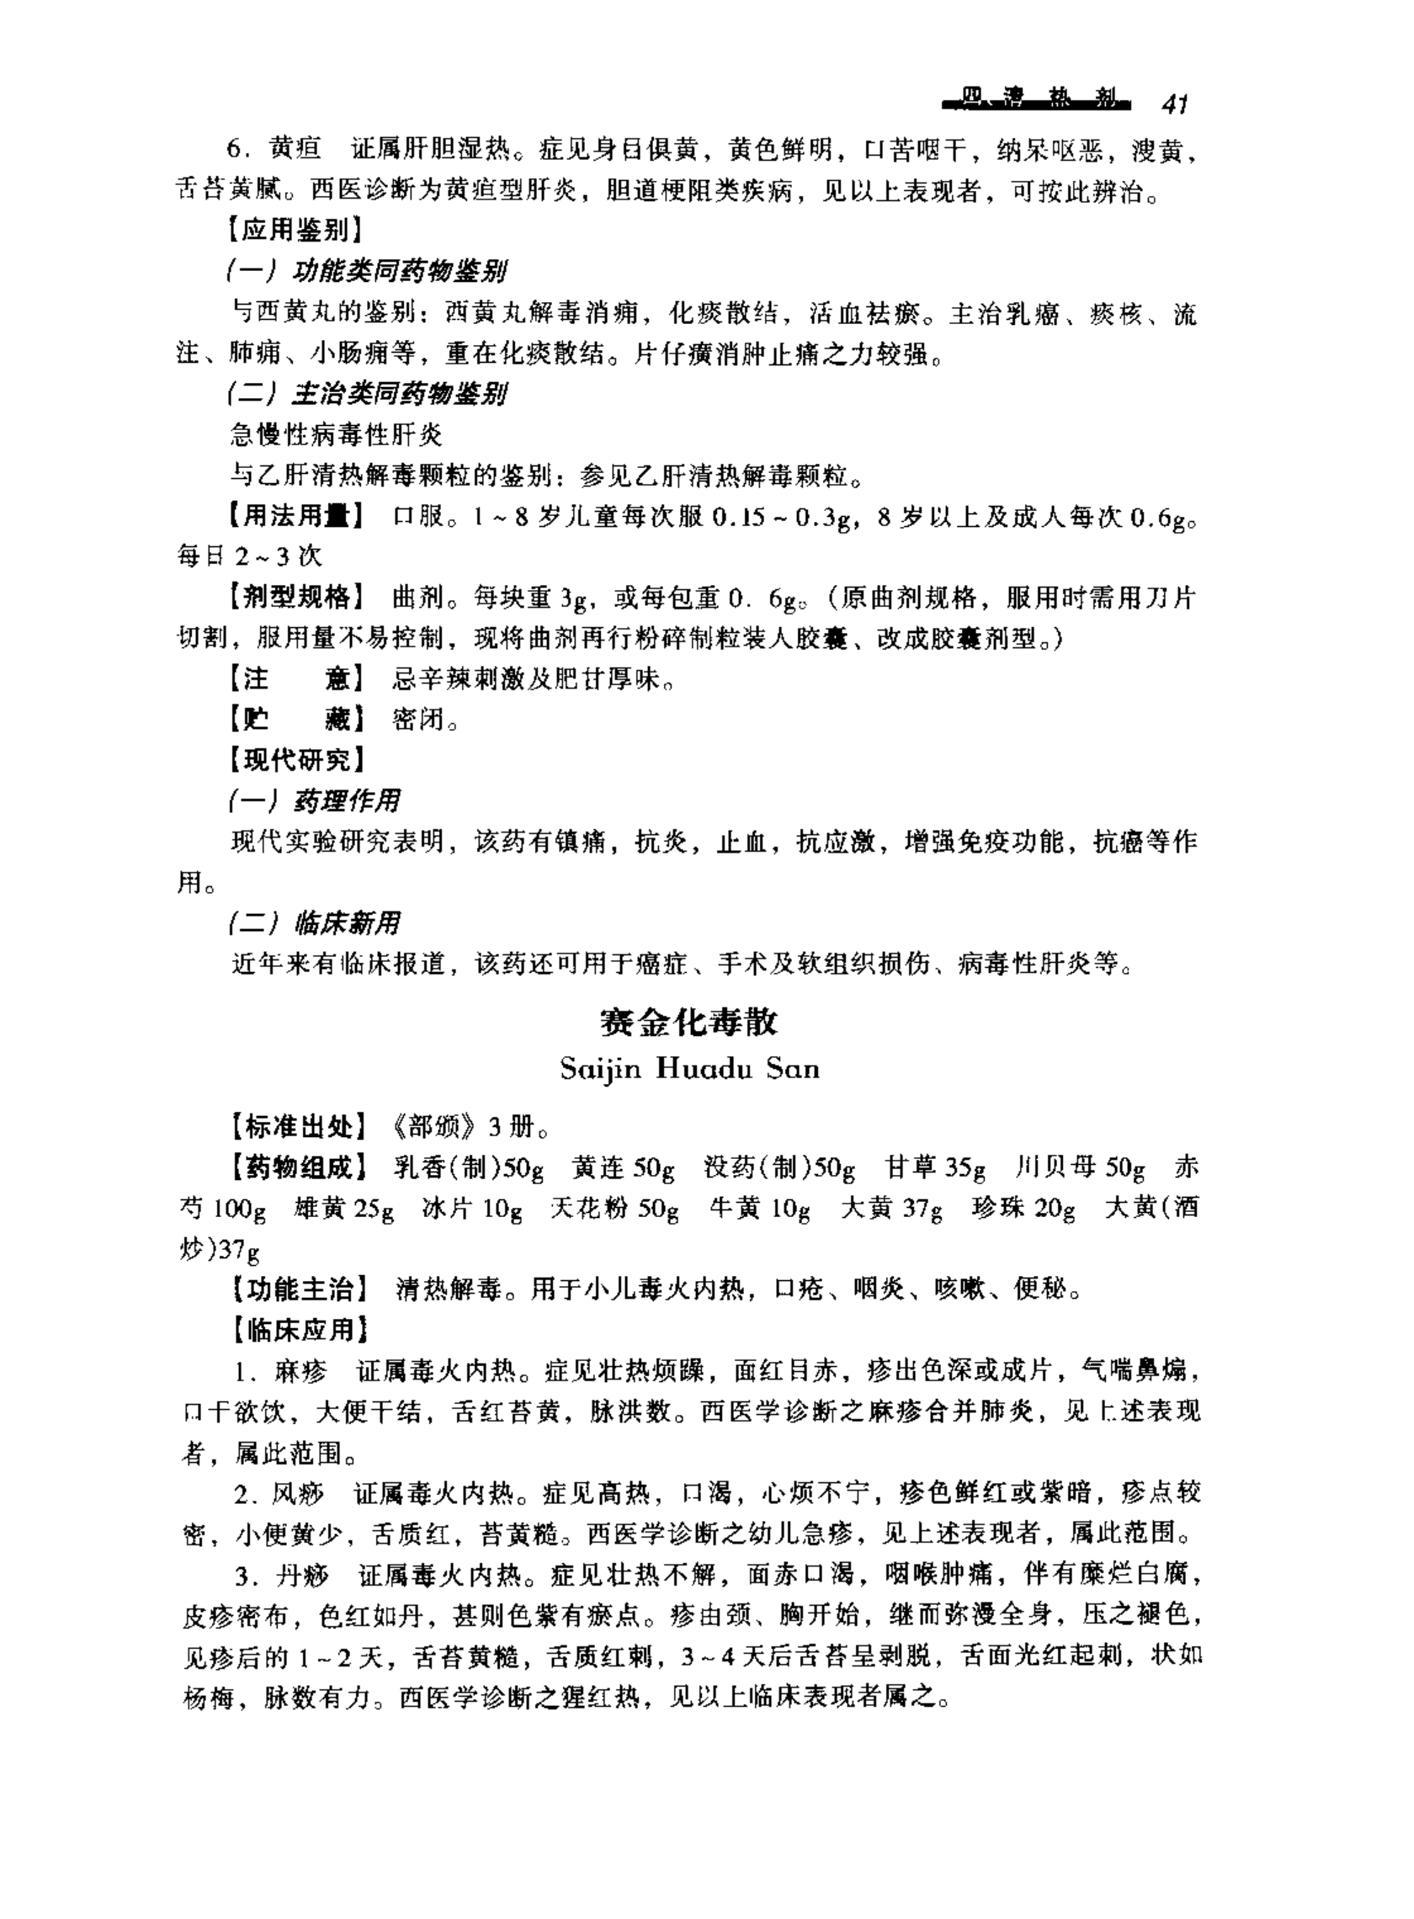 四、清热剂 41
6. 黄疸 证属肝胆湿热。症见身目俱黄，黄色鲜明，口苦咽干，纳呆呕恶，溲黄，
舌苔黄腻。西医诊断为黄疸型肝炎，胆道梗阻类疾病，见以上表现者，可按此辨治。
【应用鉴别】
(一) 功能类同药物鉴别
与西黄丸的鉴别：西黄丸解毒消痈，化痰散结，活血祛瘀。主治乳癌、痰核、流
注、肺痈、小肠痈等，重在化痰散结。片仔癀消肿止痛之力较强。
(二) 主治类同药物鉴别
急慢性病毒性肝炎
与乙肝清热解毒颗粒的鉴别：参见乙肝清热解毒颗粒。
【用法用量】 口服。1~8岁儿童每次服0.15~0.3g，8岁以上及成人每次0.6g。
每日2~3次
【剂型规格】 曲剂。每块重3g，或每包重0. 6g。（原曲剂规格，服用时需用刀片
切割，服用量不易控制，现将曲剂再行粉碎制粒装人胶囊、改成胶囊剂型。）
【注 意】 忌辛辣刺激及肥甘厚味。
【贮 藏】 密闭。
【现代研究】
(一) 药理作用
现代实验研究表明，该药有镇痛，抗炎，止血，抗应激，增强免疫功能，抗癌等作
用。
(二) 临床新用
近年来有临床报道，该药还可用于癌症、手术及软组织损伤、病毒性肝炎等。
赛金化毒散
Saijin Huadu San
【标准出处】 《部颁》3册。
【药物组成】 乳香(制)50g 黄连50g 没药(制)50g 甘草35g 川贝母50g 赤
芍100g 雄黄25g 冰片10g 天花粉50g 牛黄10g 大黄37g 珍珠20g 大黄(酒
炒)37g
【功能主治】 清热解毒。用于小儿毒火内热，口疮、咽炎、咳嗽、便秘。
【临床应用】
1. 麻疹 证属毒火内热。症见壮热烦躁，面红目赤，疹出色深或成片，气喘鼻煽，
口干欲饮，大便干结，舌红苔黄，脉洪数。西医学诊断之麻疹合并肺炎，见上述表现
者，属此范围。
2. 风痧 证属毒火内热。症见高热，口渴，心烦不宁，疹色鲜红或紫暗，疹点较
密，小便黄少，舌质红，苔黄糙。西医学诊断之幼儿急疹，见上述表现者，属此范围。
3. 丹痧 证属毒火内热。症见壮热不解，面赤口渴，咽喉肿痛，伴有糜烂白腐，
皮疹密布，色红如丹，甚则色紫有瘀点。疹由颈、胸开始，继而弥漫全身，压之褪色，
见疹后的1~2天，舌苔黄糙，舌质红刺，3~4天后舌苔呈剥脱，舌面光红起刺，状如
杨梅，脉数有力。西医学诊断之猩红热，见以上临床表现者属之。